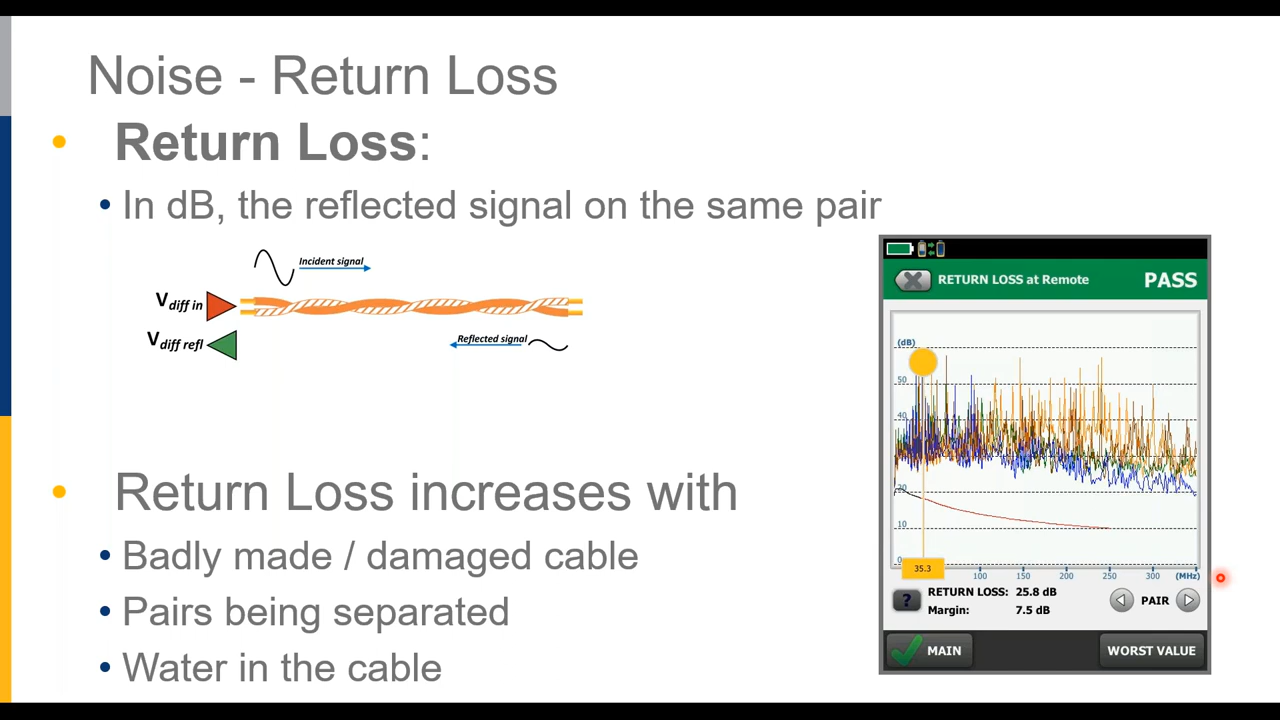 Noise - Return Loss
• Return Loss:
• In dB, the reflected signal on the same pair
Incident signal
V diff in
V diff refl
Reflected signal
• Return Loss increases with
• Badly made / damaged cable
• Pairs being separated
• Water in the cable
RETURN LOSS at Remote
PASS
(dB)
50
40
30
20
10
0
35.3
100 150 200 250 300 (MHz)
? RETURN LOSS: 25.8 dB
Margin: 7.5 dB
PAIR
MAIN
WORST VALUE